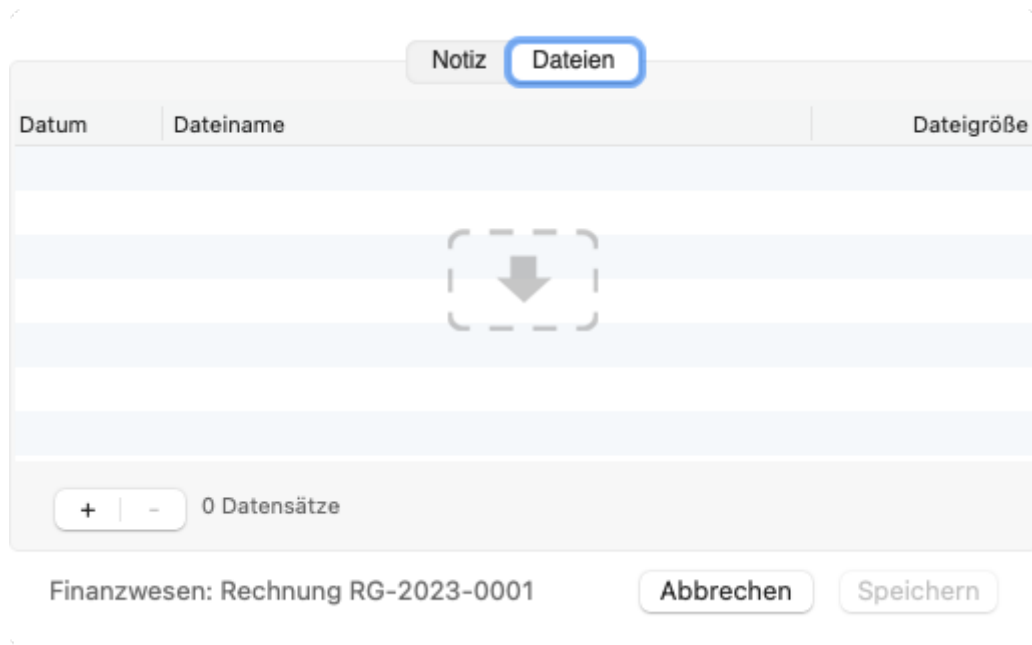 Notiz Dateien
Datum Dateiname Dateigröße
+ - 0 Datensätze
Finanzwesen: Rechnung RG-2023-0001 Abbrechen Speichern